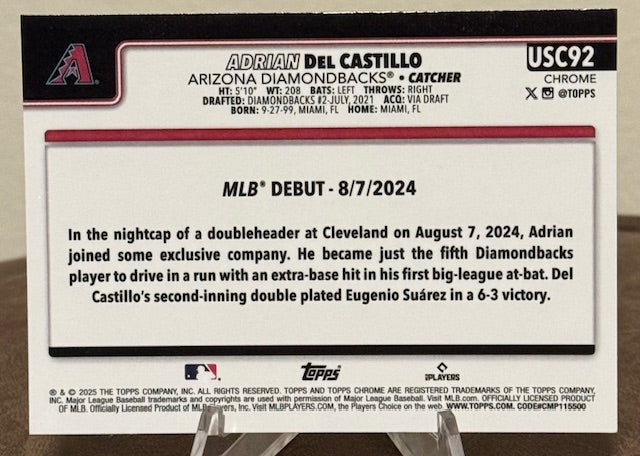 ADRIAN DEL CASTILLO
USC92
ARIZONA DIAMONDBACKS® • CATCHER
CHROME
HT: 5'10" WT: 208 BATS: LEFT THROWS: RIGHT
@TOPPS
DRAFTED: DIAMONDBACKS #2-JULY, 2021 ACQ: VIA DRAFT
BORN: 9-27-99, MIAMI, FL HOME: MIAMI, FL
MLB® DEBUT - 8/7/2024
In the nightcap of a doubleheader at Cleveland on August 7, 2024, Adrian
joined some exclusive company. He became just the fifth Diamondbacks
player to drive in a run with an extra-base hit in his first big-league at-bat. Del
Castillo's second-inning double plated Eugenio Suárez in a 6-3 victory.
Topps
PLAYERS
® & © 2025 THE TOPPS COMPANY, INC. ALL RIGHTS RESERVED. TOPPS AND TOPPS CHROME ARE REGISTERED TRADEMARKS OF THE TOPPS COMPANY,
INC. Major League Baseball trademarks and copyrights are used with permission of Major League Baseball. Visit MLB.com. OFFICIALLY LICENSED PRODUCT
OF MLB. Officially Licensed Product of MLB Players, Inc. Visit MLBPLAYERS.COM, the Players Choice on the web. WWW.TOPPS.COM. CODE#CMP115500